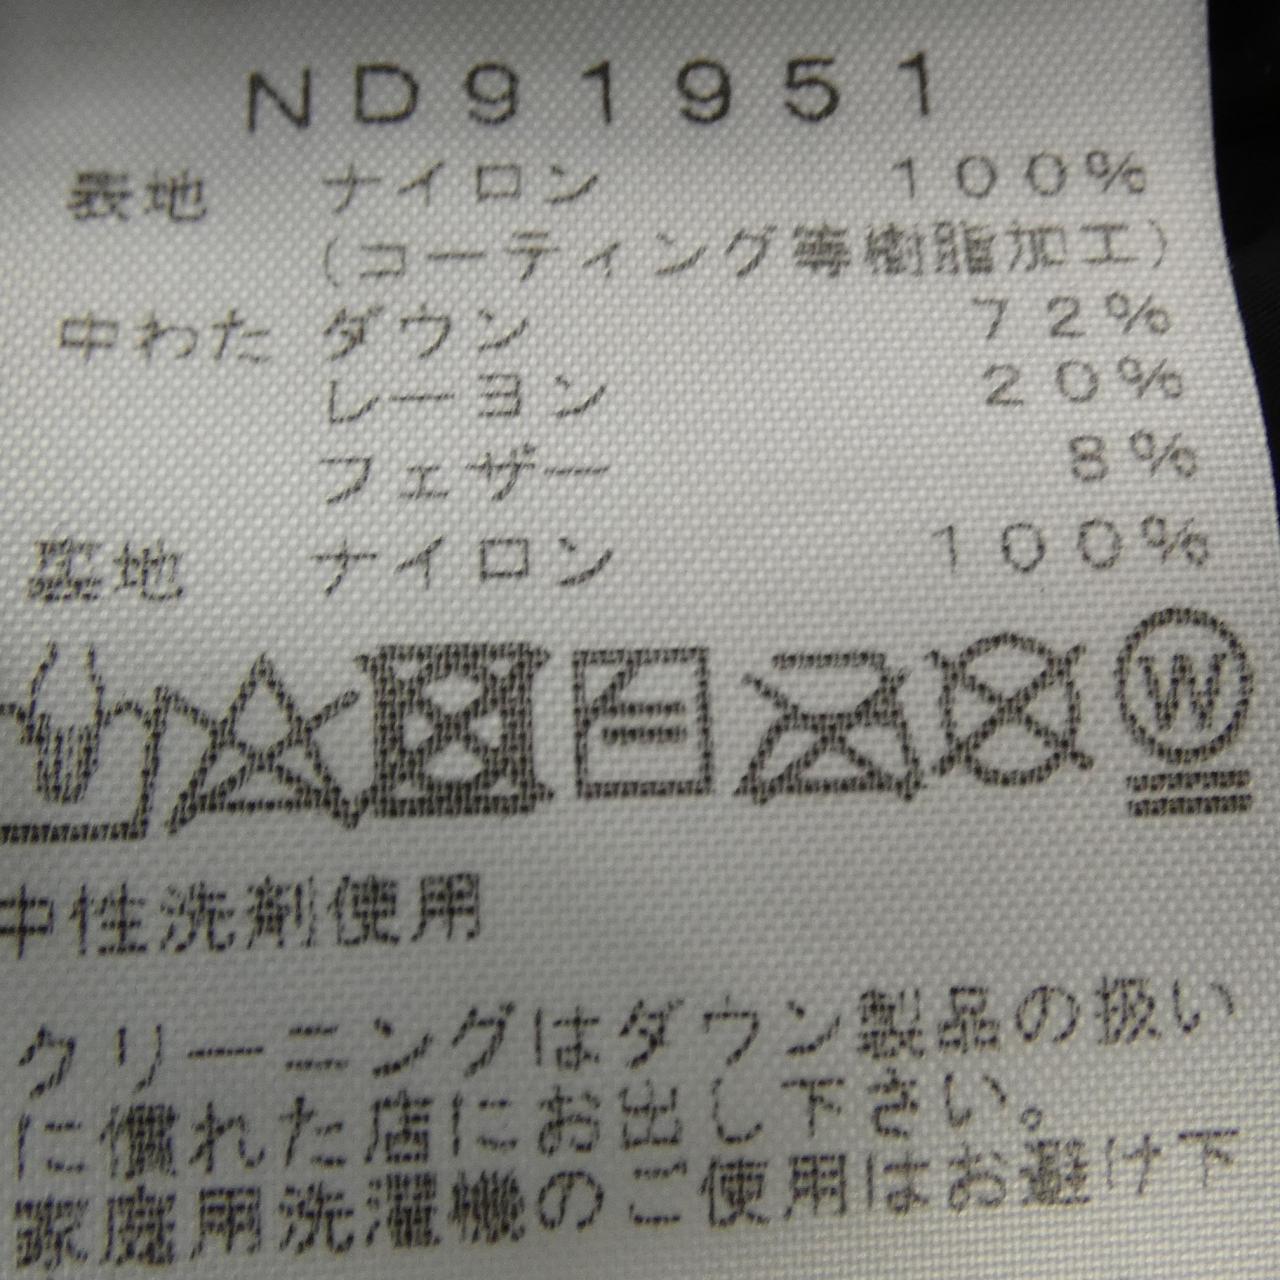 ND91951
表地 ナイロン 100%
(コーティング等樹脂加工)
中わた ダウン 72%
レーヨン 20%
フェザー 8%
裏地 ナイロン 100%
W
中性洗剤使用
クリーニングはダウン製品の扱い
に慣れた店にお出し下さい。
家庭用洗濯機のご使用はお避け下